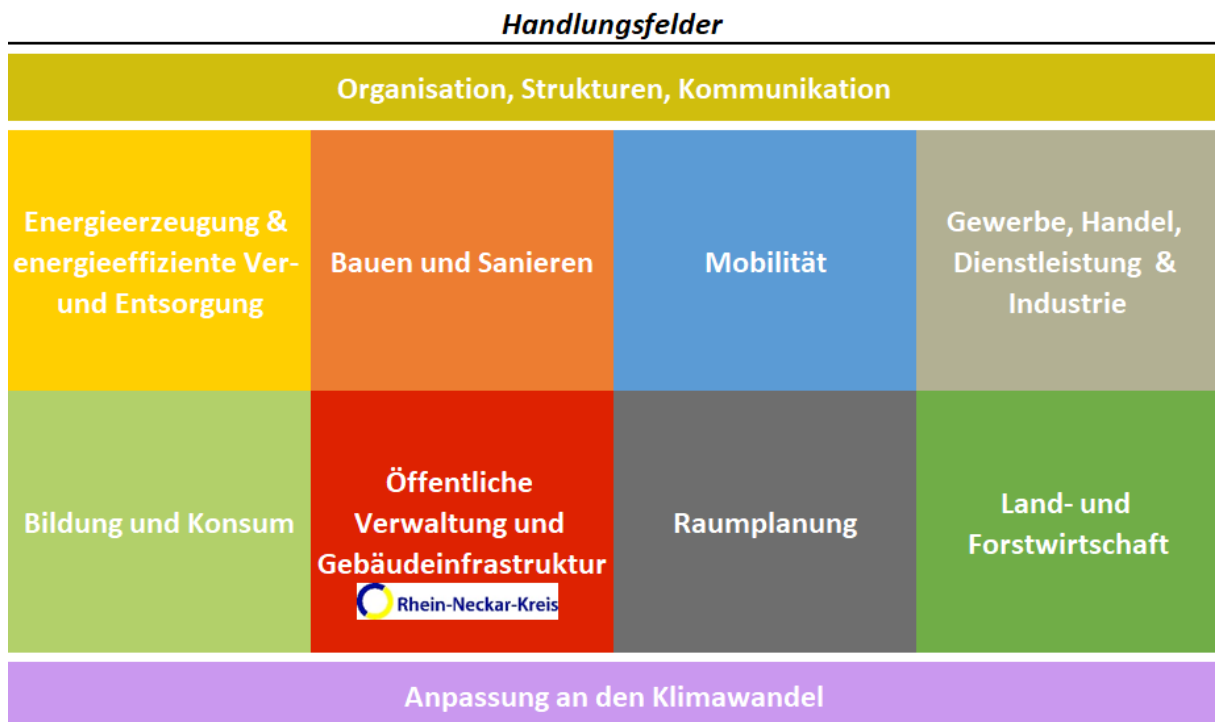 Handlungsfelder
Organisation, Strukturen, Kommunikation
Energieerzeugung &
energieeffiziente Ver-
und Entsorgung
Bauen und Sanieren
Mobilität
Gewerbe, Handel,
Dienstleistung &
Industrie
Bildung und Konsum
Öffentliche
Verwaltung und
Gebäudeinfrastruktur
Rhein-Neckar-Kreis
Raumplanung
Land- und
Forstwirtschaft
Anpassung an den Klimawandel